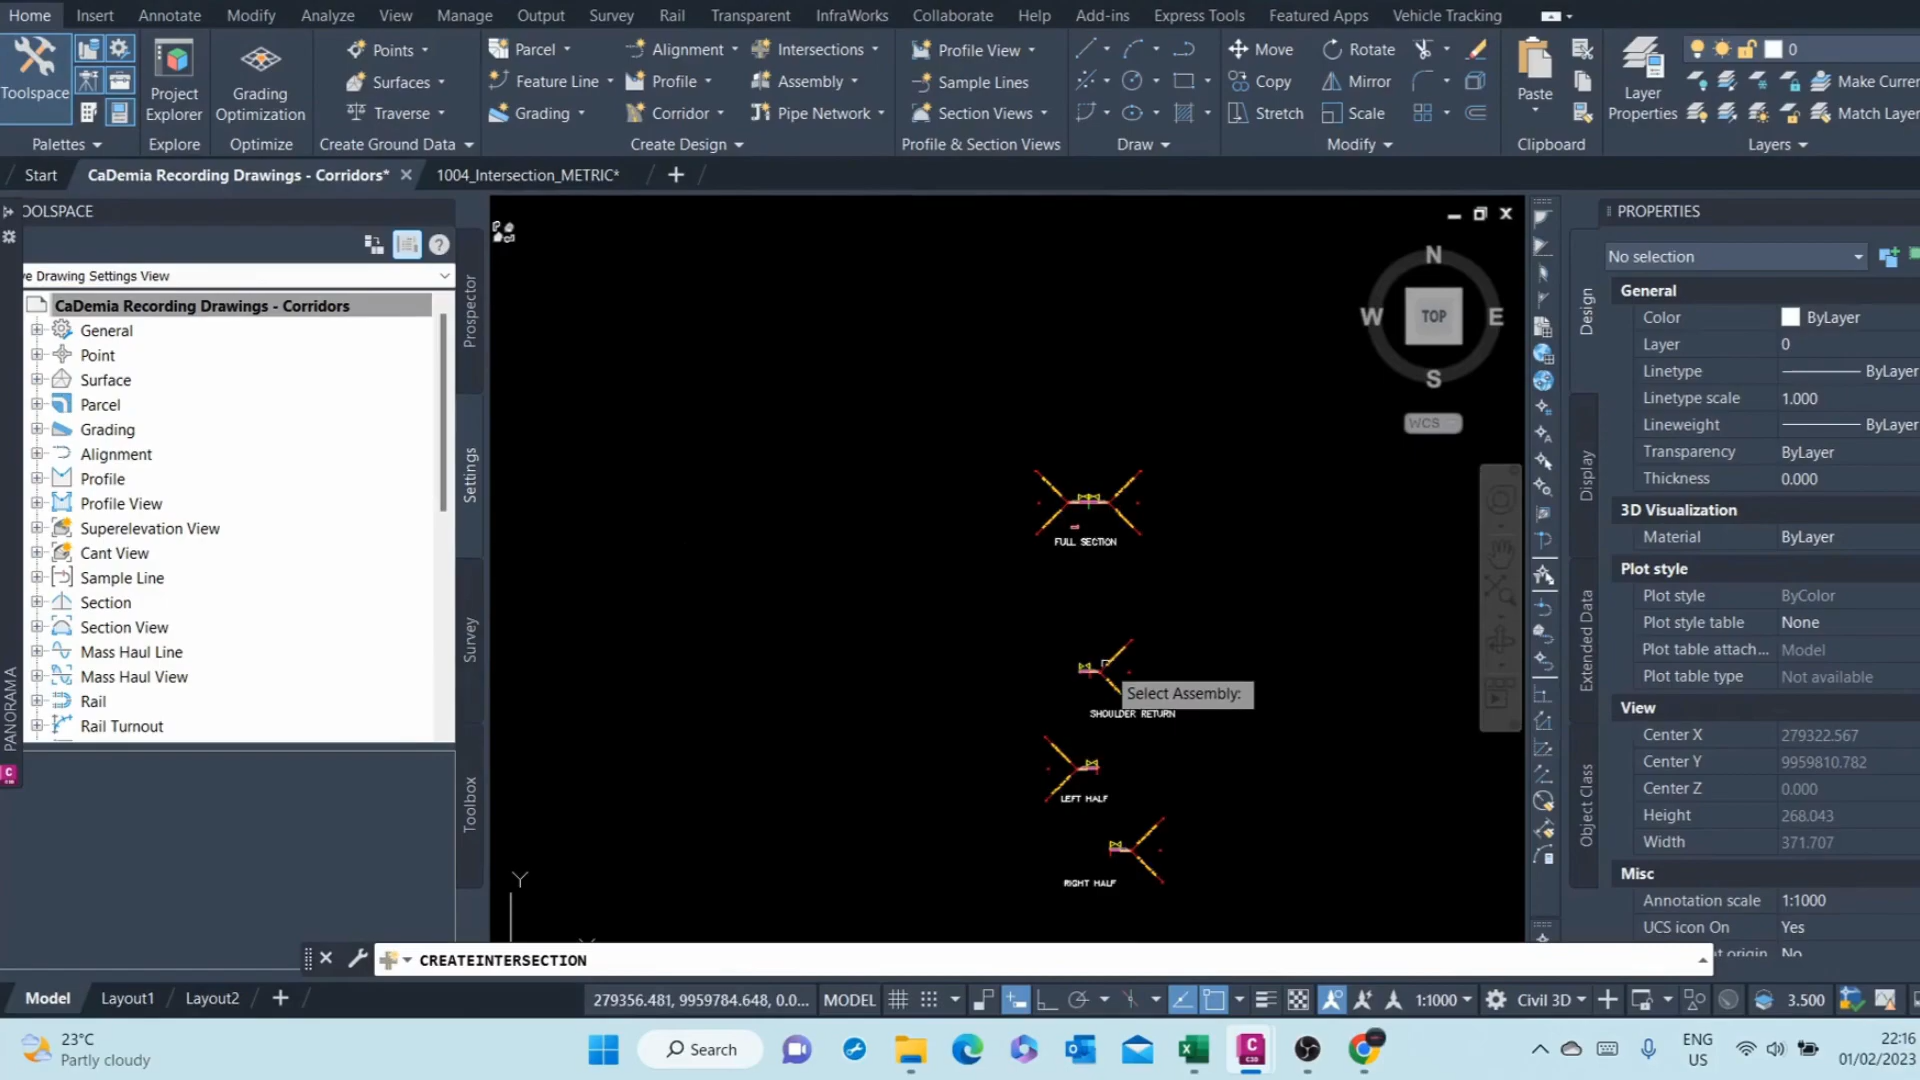 Home Insert Annotate Modify Analyze View Manage Output Survey Rail Transparent InfraWorks Collaborate Help Add-ins Express Tools Featured Apps Vehicle Tracking
Toolspace
Palettes
Project Explorer
Explore
Grading Optimization
Optimize
Points
Surfaces
Traverse
Create Ground Data
Parcel Alignment Intersections
Feature Line Profile Assembly
Grading Corridor Pipe Network
Create Design
Profile View
Sample Lines
Section Views
Profile & Section Views
Draw
Move Rotate
Copy Mirror
Stretch Scale
Modify
Paste
Clipboard
Layer Properties
0
Make Curre
Match Layer
Layers
Start CaDemia Recording Drawings - Corridors* 1004_Intersection_METRIC*
OOLSPACE
e Drawing Settings View
CaDemia Recording Drawings - Corridors
General
Point
Surface
Parcel
Grading
Alignment
Profile
Profile View
Superelevation View
Cant View
Sample Line
Section
Section View
Mass Haul Line
Mass Haul View
Rail
Rail Turnout
PANORAMA
Prospector
Settings
Survey
Toolbox
N
W TOP E
S
WCS
FULL SECTION
Select Assembly:
SHOULDER RETURN
LEFT HALF
RIGHT HALF
Y
CREATEINTERSECTION
PROPERTIES
Design
Display
Extended Data
Object Class
No selection
General
Color ByLayer
Layer 0
Linetype ByLayer
Linetype scale 1.000
Lineweight ByLayer
Transparency ByLayer
Thickness 0.000
3D Visualization
Material ByLayer
Plot style
Plot style ByColor
Plot style table None
Plot table attach... Model
Plot table type Not available
View
Center X 279322.567
Center Y 9959810.782
Center Z 0.000
Height 268.043
Width 371.707
Misc
Annotation scale 1:1000
UCS icon On Yes
t origin No
Model Layout1 Layout2
279356.481, 9959784.648, 0.0... MODEL 1:1000 Civil 3D 3.500
23°C
Partly cloudy
Search
ENG
US
22:16
01/02/2023